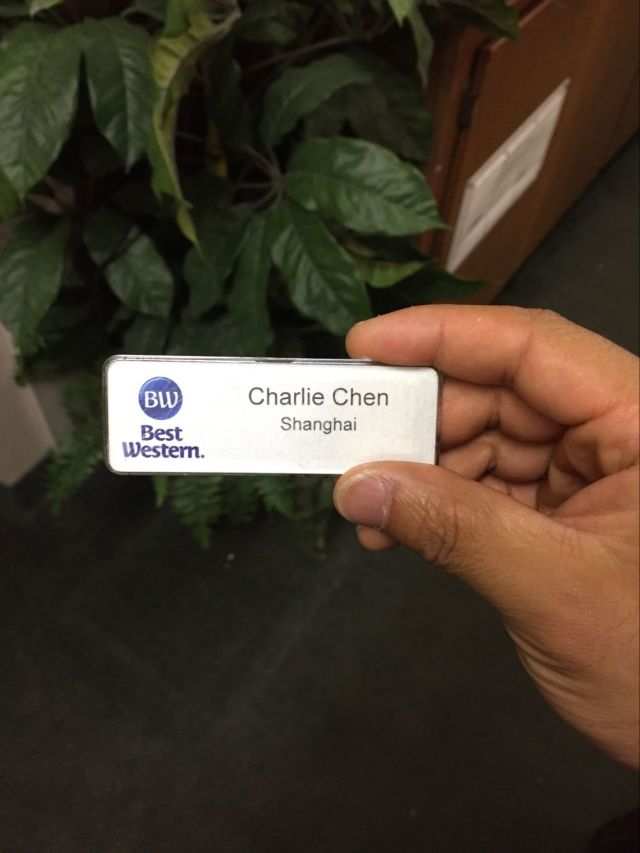 BW
Best
Western.
Charlie Chen
Shanghai